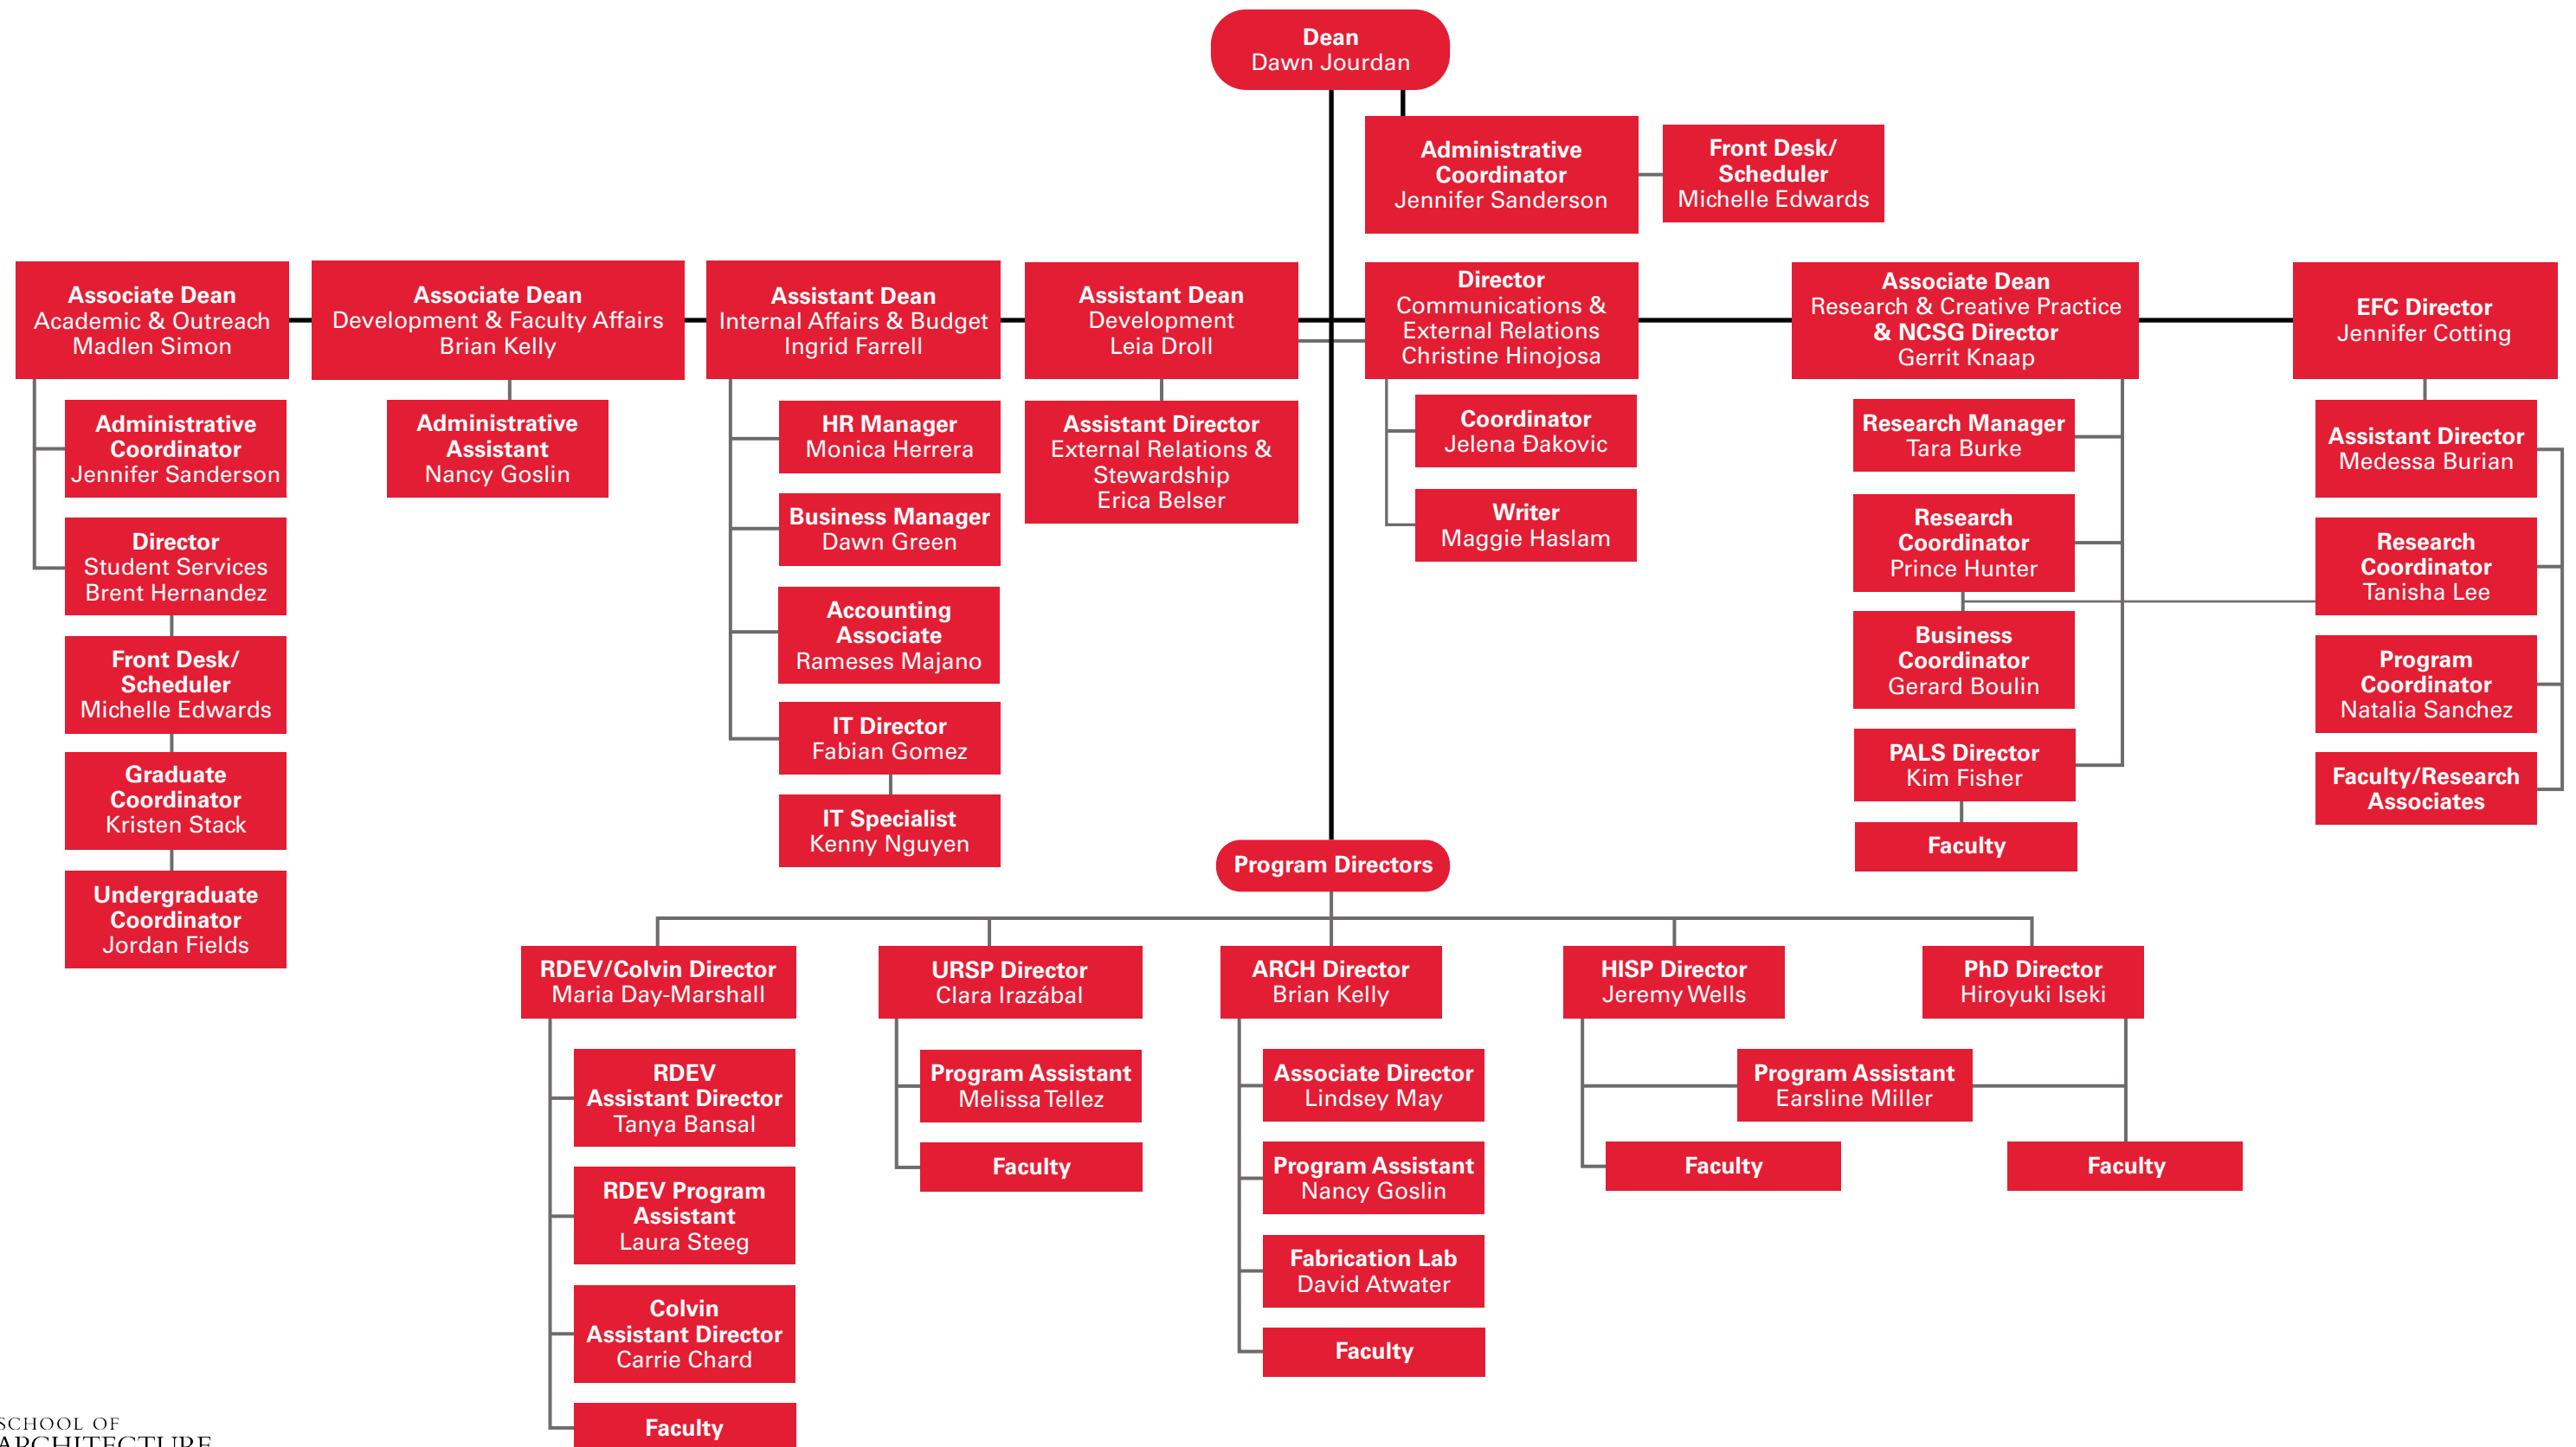 Dean
Dawn Jourdan
Administrative
Coordinator
Jennifer Sanderson
Front Desk/
Scheduler
Michelle Edwards
Associate Dean
Academic & Outreach
Madlen Simon
Associate Dean
Development & Faculty Affairs
Brian Kelly
Assistant Dean
Internal Affairs & Budget
Ingrid Farrell
Assistant Dean
Development
Leia Droll
Director
Communications &
External Relations
Christine Hinojosa
Associate Dean
Research & Creative Practice
& NCSG Director
Gerrit Knaap
EFC Director
Jennifer Cotting
Administrative
Coordinator
Jennifer Sanderson
Director
Student Services
Brent Hernandez
Front Desk/
Scheduler
Michelle Edwards
Graduate
Coordinator
Kristen Stack
Undergraduate
Coordinator
Jordan Fields
Administrative
Assistant
Nancy Goslin
HR Manager
Monica Herrera
Business Manager
Dawn Green
Accounting
Associate
Rameses Majano
IT Director
Fabian Gomez
IT Specialist
Kenny Nguyen
Assistant Director
External Relations &
Stewardship
Erica Belser
Coordinator
Jelena Đakovic
Writer
Maggie Haslam
Research Manager
Tara Burke
Research
Coordinator
Prince Hunter
Business
Coordinator
Gerard Boulin
PALS Director
Kim Fisher
Faculty
Assistant Director
Medessa Burian
Research
Coordinator
Tanisha Lee
Program
Coordinator
Natalia Sanchez
Faculty/Research
Associates
Program Directors
RDEV/Colvin Director
Maria Day-Marshall
RDEV
Assistant Director
Tanya Bansal
RDEV Program
Assistant
Laura Steeg
Colvin
Assistant Director
Carrie Chard
Faculty
URSP Director
Clara Irazábal
Program Assistant
Melissa Tellez
Faculty
ARCH Director
Brian Kelly
Associate Director
Lindsey May
Program Assistant
Nancy Goslin
Fabrication Lab
David Atwater
Faculty
HISP Director
Jeremy Wells
PhD Director
Hiroyuki Iseki
Program Assistant
Earsline Miller
Faculty
Faculty
SCHOOL OF
ARCHITECTURE